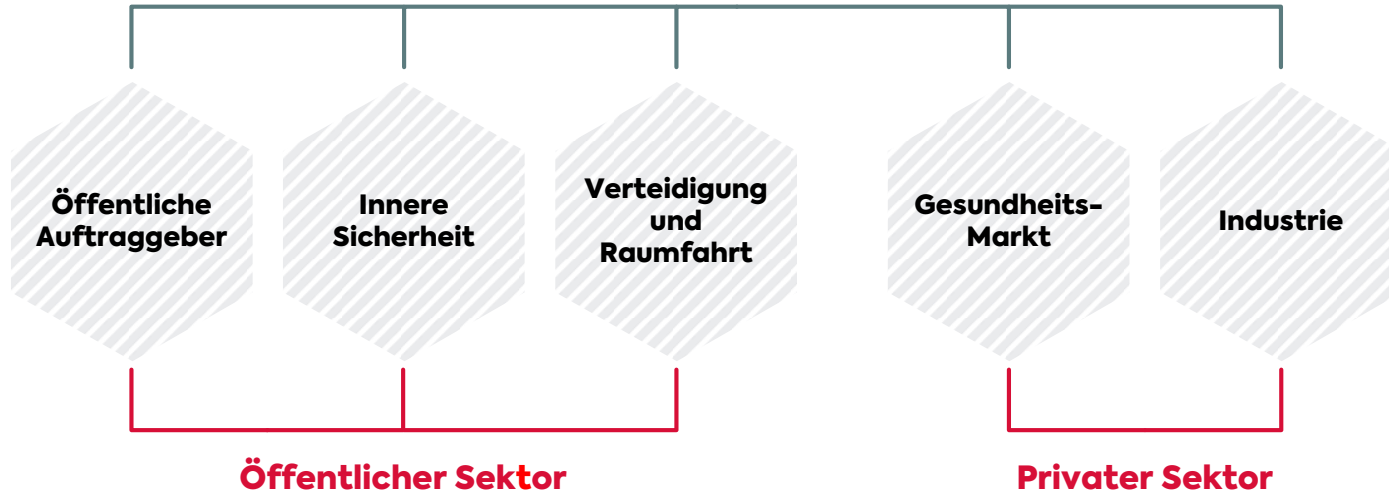 Öffentliche
Auftraggeber
Innere
Sicherheit
Verteidigung
und
Raumfahrt
Gesundheits-
Markt
Industrie
Öffentlicher Sektor
Privater Sektor